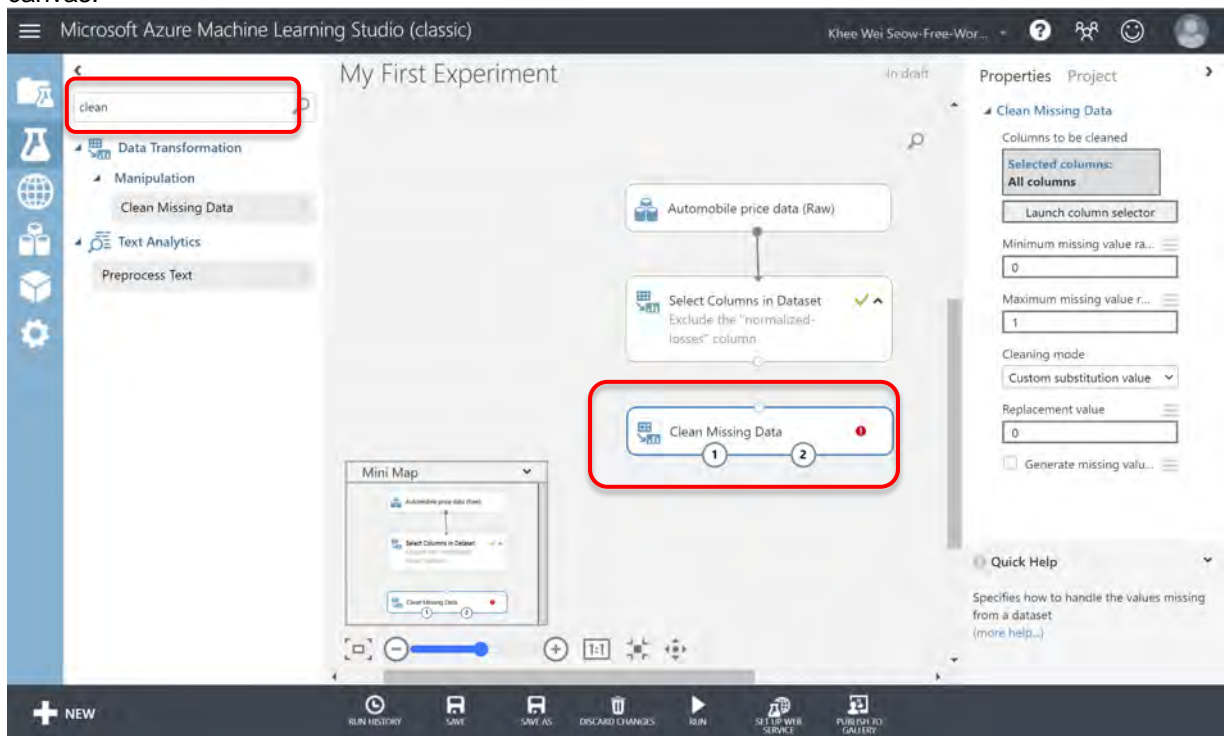 canvas.
Microsoft Azure Machine Learning Studio (classic)
Khee Wei Seow-Free-Wor...
?
clean
Data Transformation
Manipulation
Clean Missing Data
Text Analytics
Preprocess Text
My First Experiment
In draft
Automobile price data (Raw)
Select Columns in Dataset
Exclude the "normalized-
losses" column
Clean Missing Data
1 2
Mini Map
Automobile price data (Raw)
Select Columns in Dataset
Clean Missing Data
1 2
1:1
Properties Project
Clean Missing Data
Columns to be cleaned
Selected columns:
All columns
Launch column selector
Minimum missing value ra...
0
Maximum missing value r...
1
Cleaning mode
Custom substitution value
Replacement value
0
Generate missing valu...
Quick Help
Specifies how to handle the values missing
from a dataset
(more help...)
NEW
RUN HISTORY
SAVE
SAVE AS
DISCARD CHANGES
RUN
SET UP WEB
SERVICE
PUBLISH TO
GALLERY